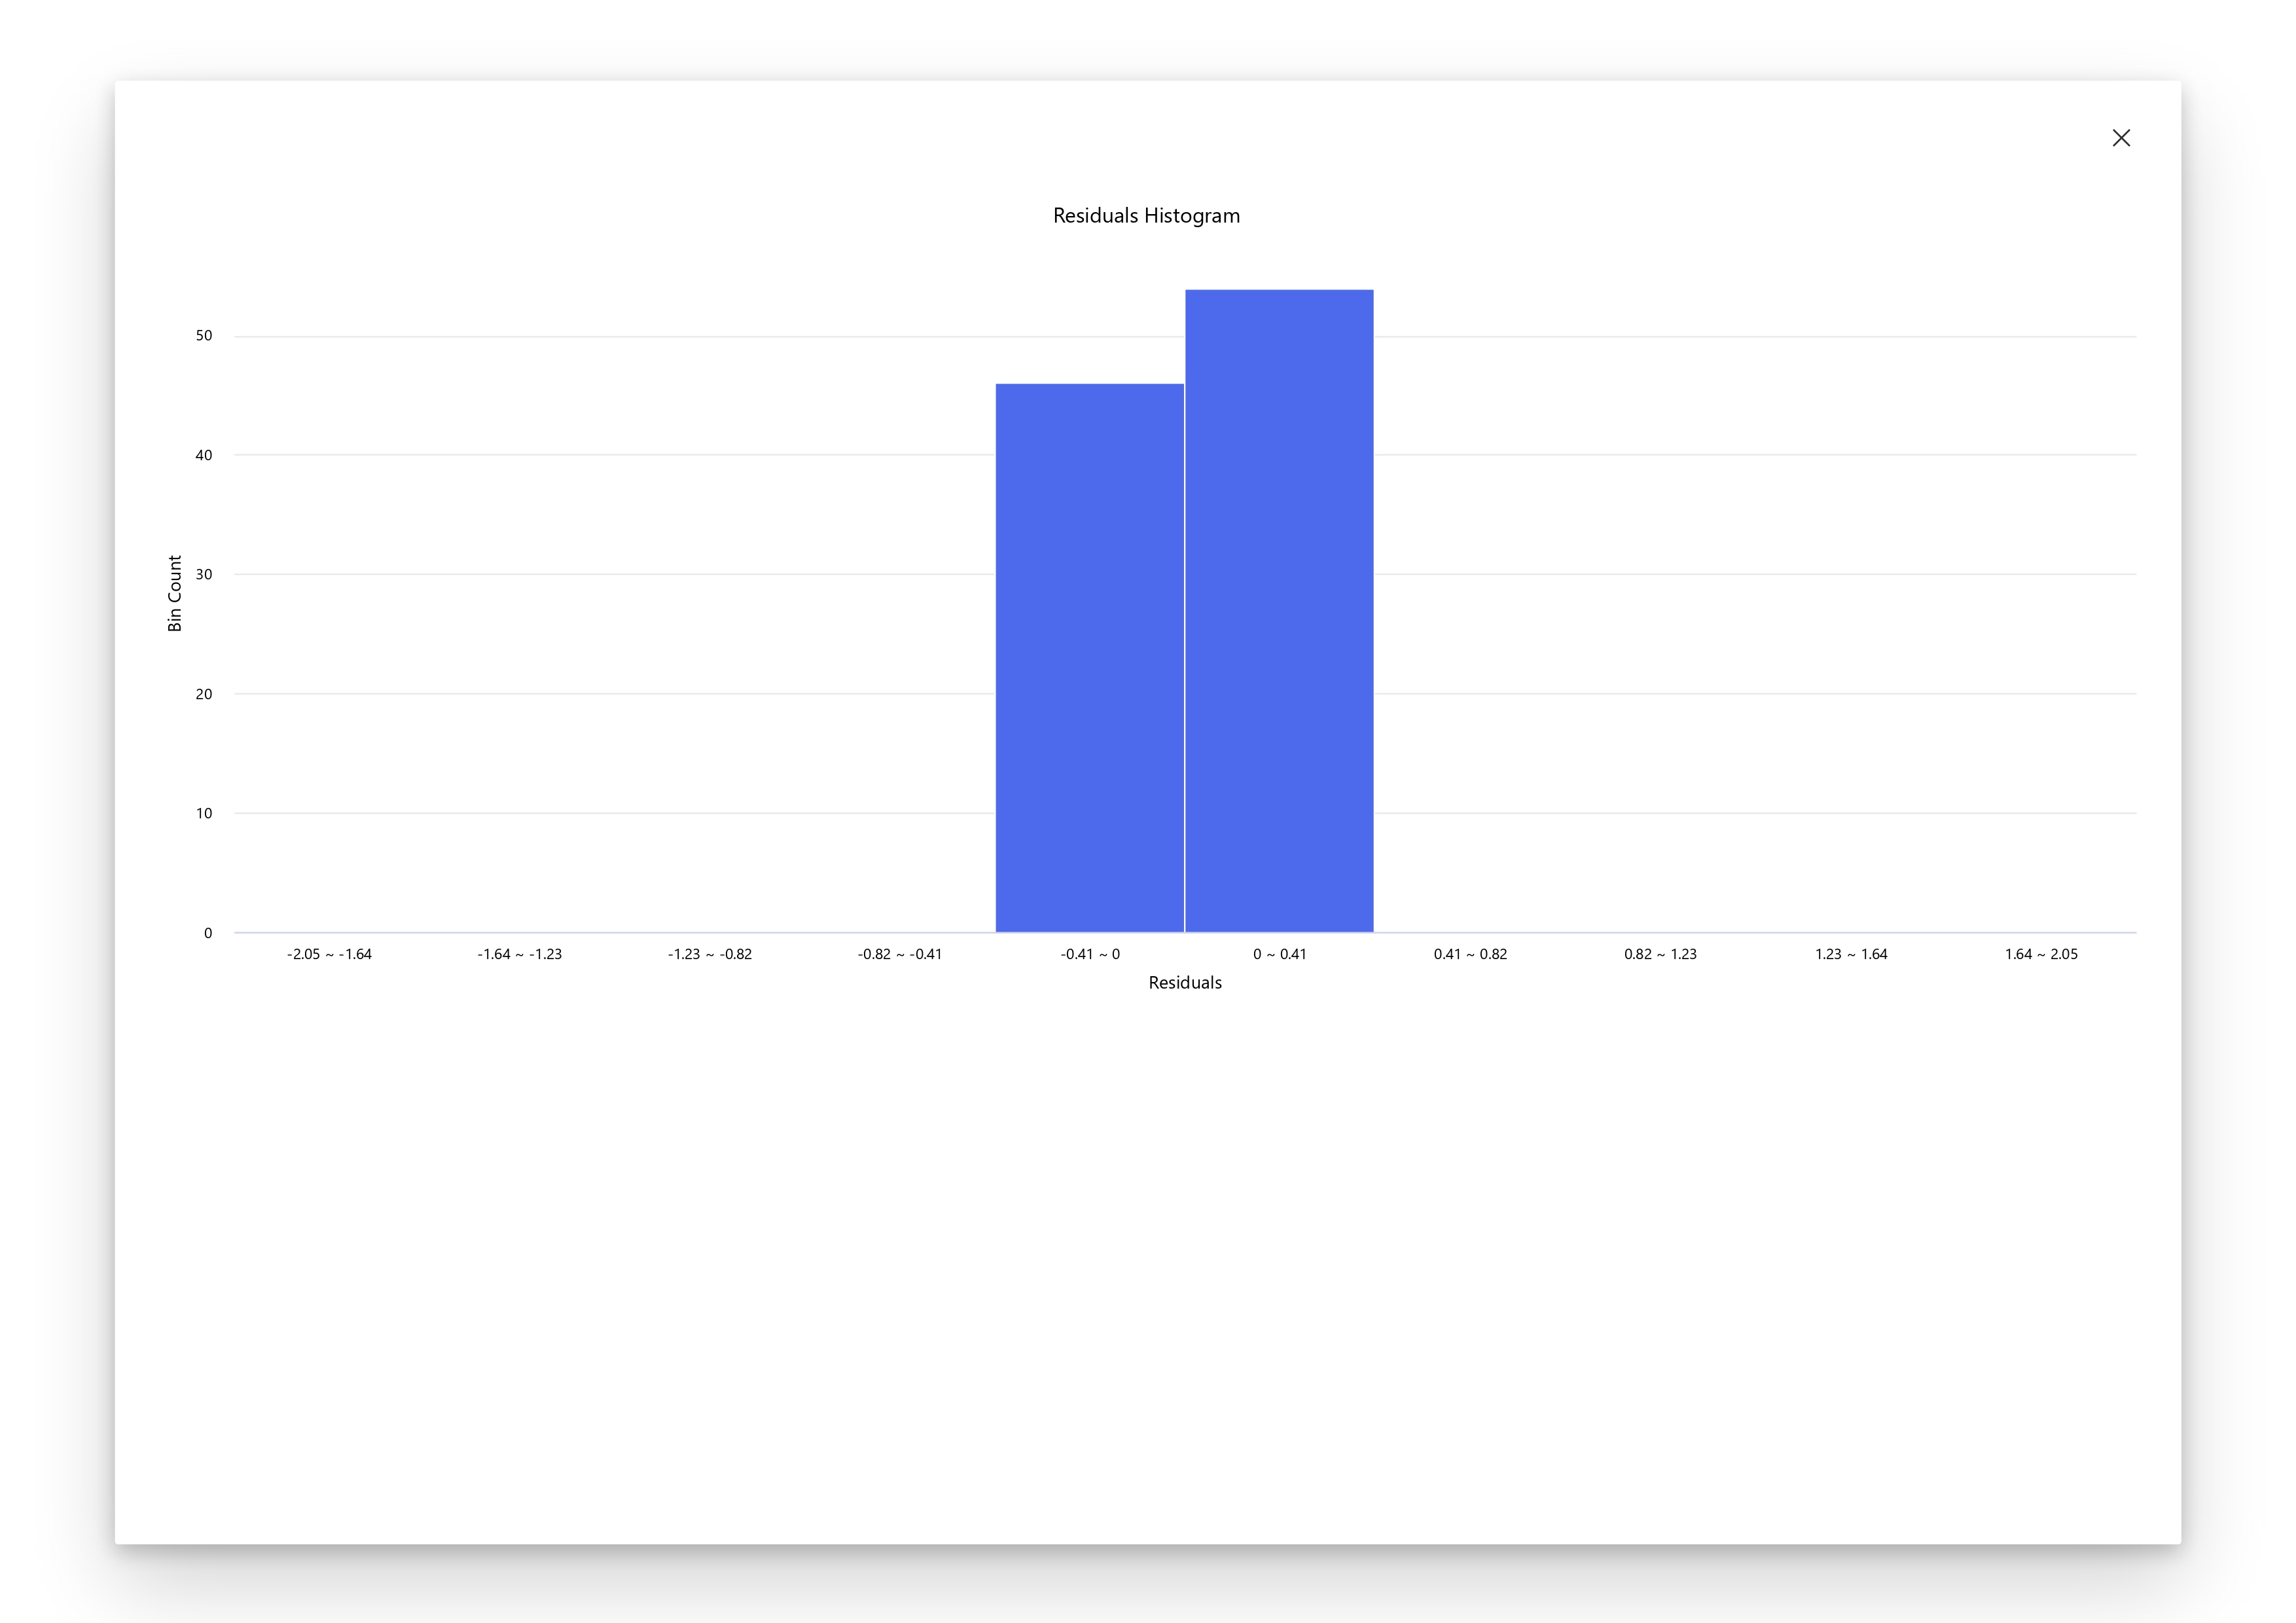 Residuals Histogram
50
40
30
20
10
0
Bin Count
-2.05 ~ -1.64
-1.64 ~ -1.23
-1.23 ~ -0.82
-0.82 ~ -0.41
-0.41 ~ 0
0 ~ 0.41
0.41 ~ 0.82
0.82 ~ 1.23
1.23 ~ 1.64
1.64 ~ 2.05
Residuals